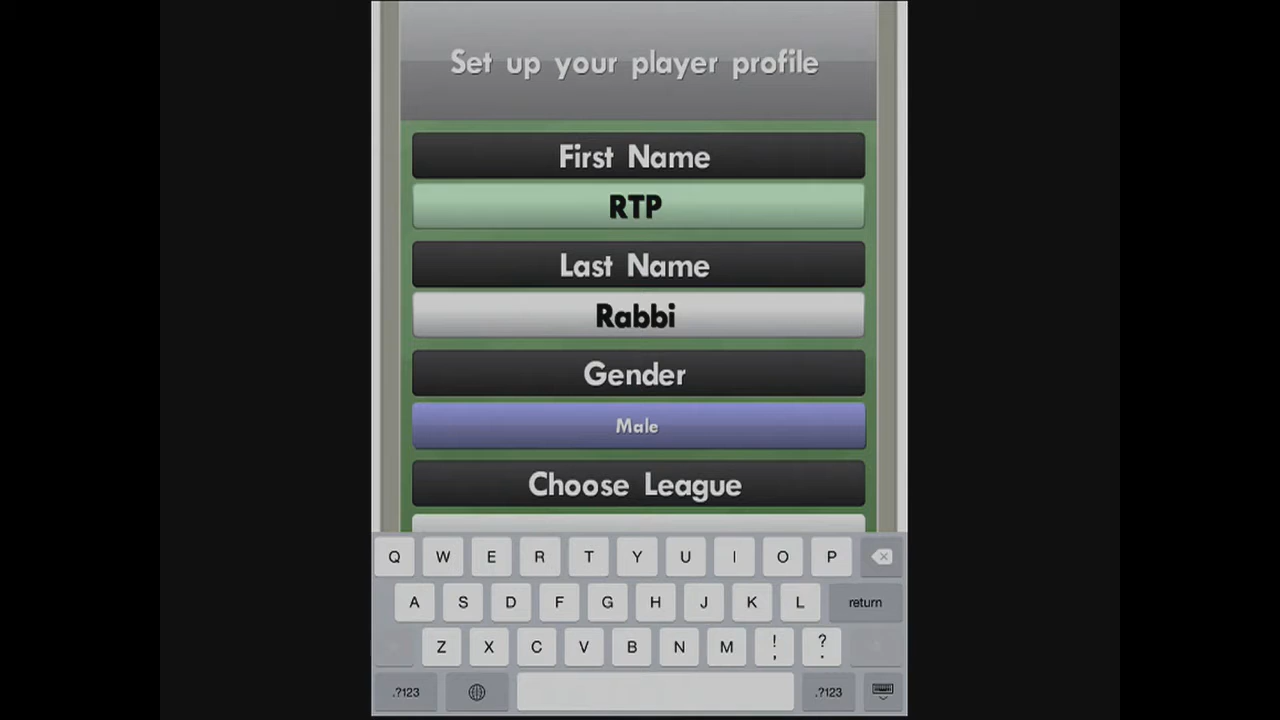 Set up your player profile
First Name
RTP
Last Name
Rabbi
Gender
Male
Choose League
Q W E R T Y U I O P
A S D F G H J K L return
Z X C V B N M ! , ? .
.?123 .?123